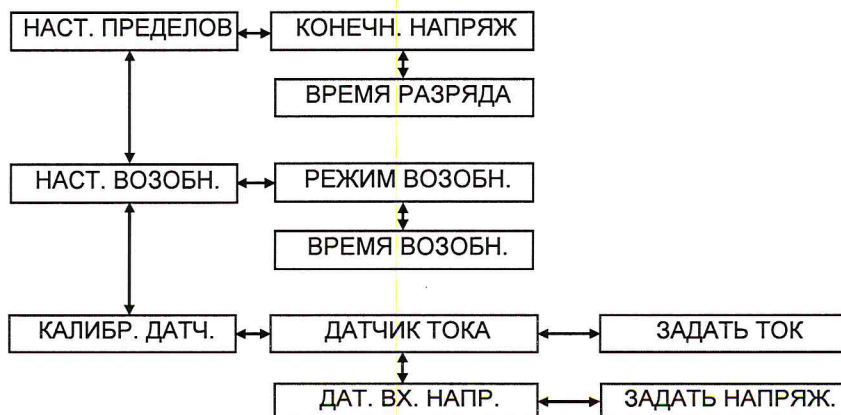 НАСТ. ПРЕДЕЛОВ
КОНЕЧН. НАПРЯЖ
ВРЕМЯ РАЗРЯДА
НАСТ. ВОЗОБН.
РЕЖИМ ВОЗОБН.
ВРЕМЯ ВОЗОБН.
КАЛИБР. ДАТЧ.
ДАТЧИК ТОКА
ЗАДАТЬ ТОК
ДАТ. ВХ. НАПР.
ЗАДАТЬ НАПРЯЖ.